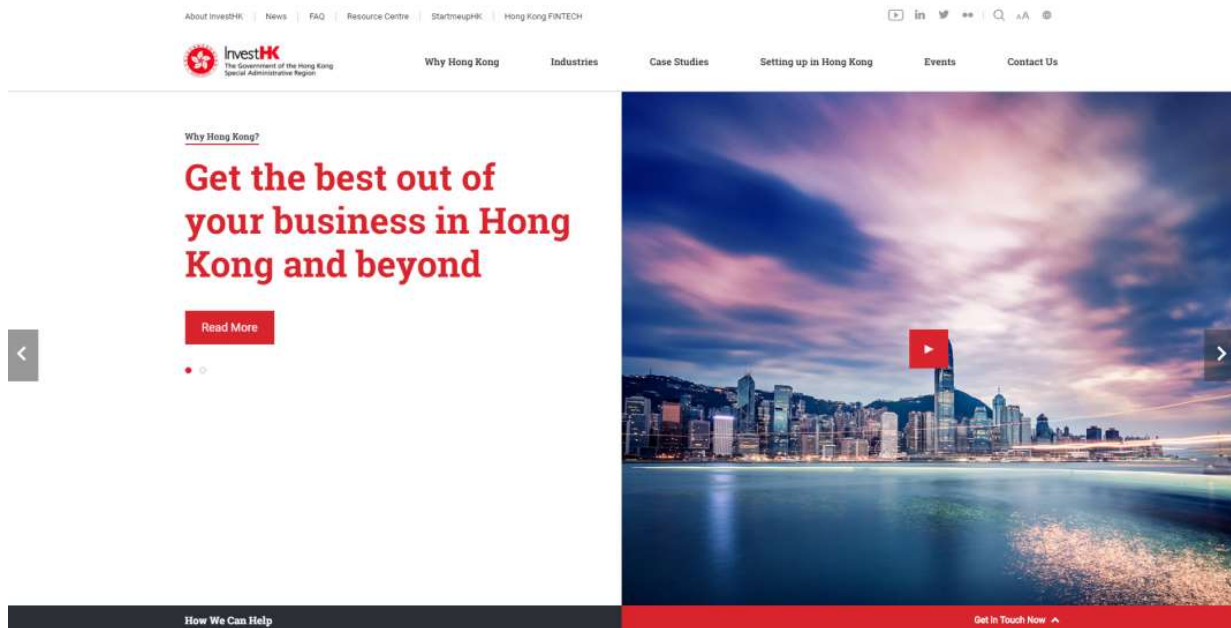 About InvestHK
News
FAQ
Resource Centre
StartmeupHK
Hong Kong FINTECH
AA
InvestHK
The Government of the Hong Kong
Special Administrative Region
Why Hong Kong
Industries
Case Studies
Setting up in Hong Kong
Events
Contact Us
Why Hong Kong?
Get the best out of
your business in Hong
Kong and beyond
Read More
How We Can Help
Get in Touch Now